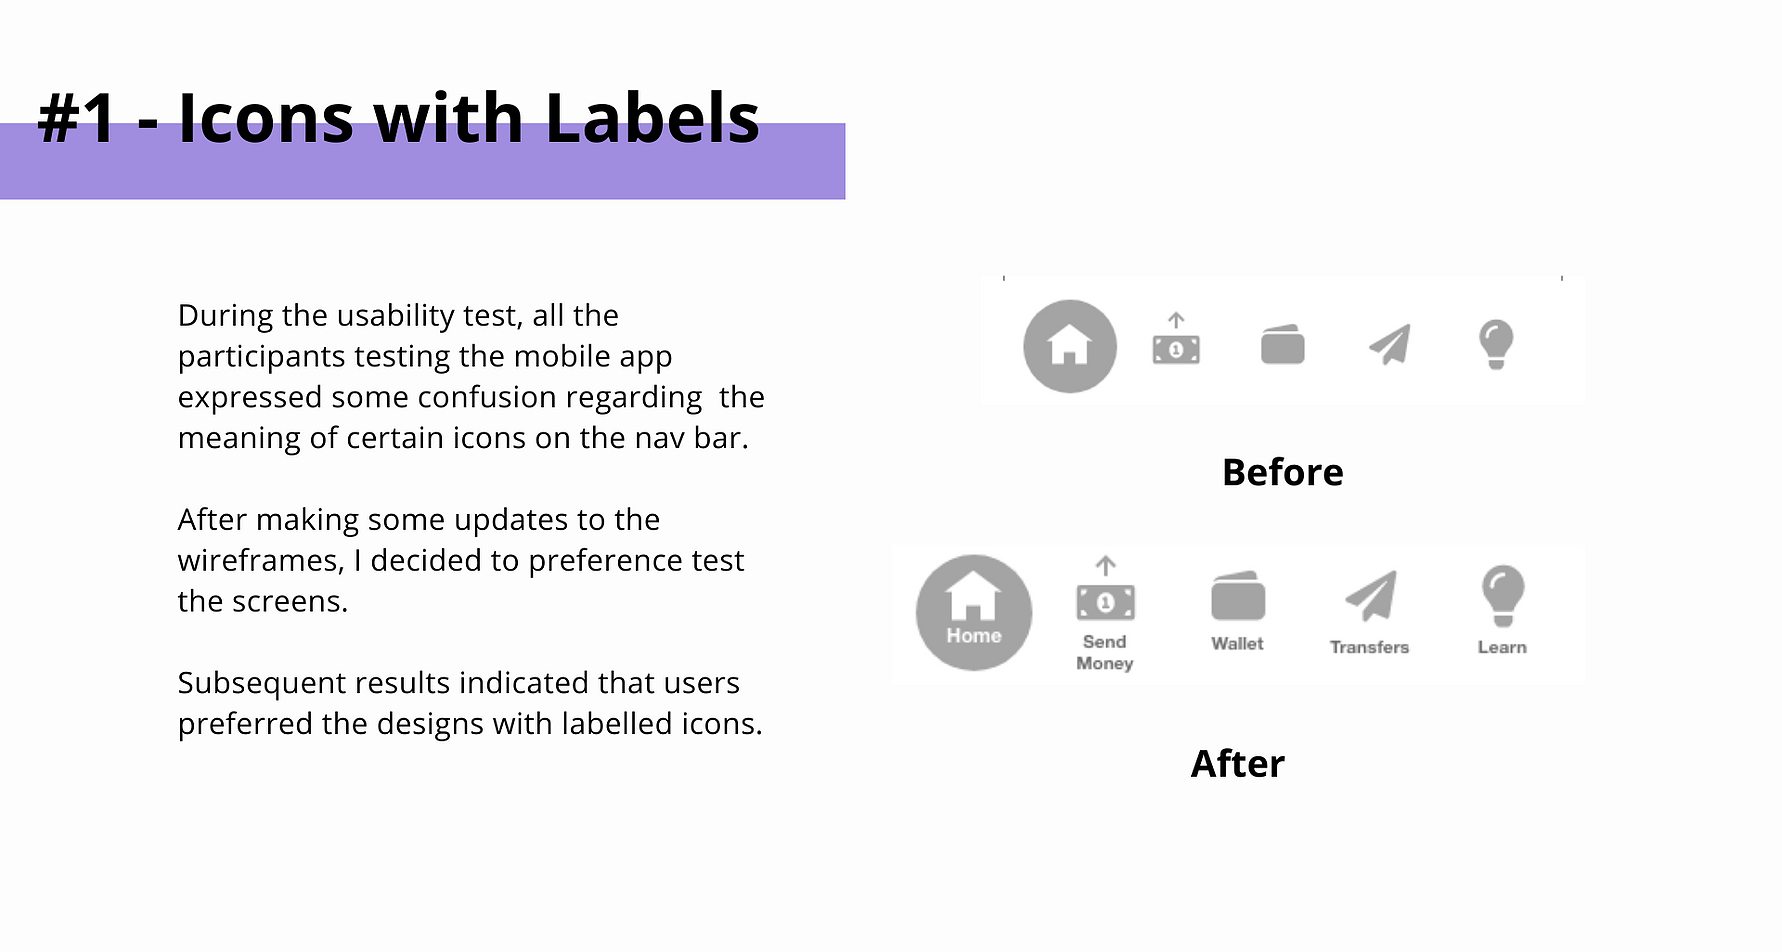 #1 - Icons with Labels
During the usability test, all the
participants testing the mobile app
expressed some confusion regarding  the
meaning of certain icons on the nav bar.
After making some updates to the
wireframes, I decided to preference test
the screens.
Subsequent results indicated that users
preferred the designs with labelled icons.
1
Before
1
Home
Send
Money
Wallet
Transfers
Learn
After